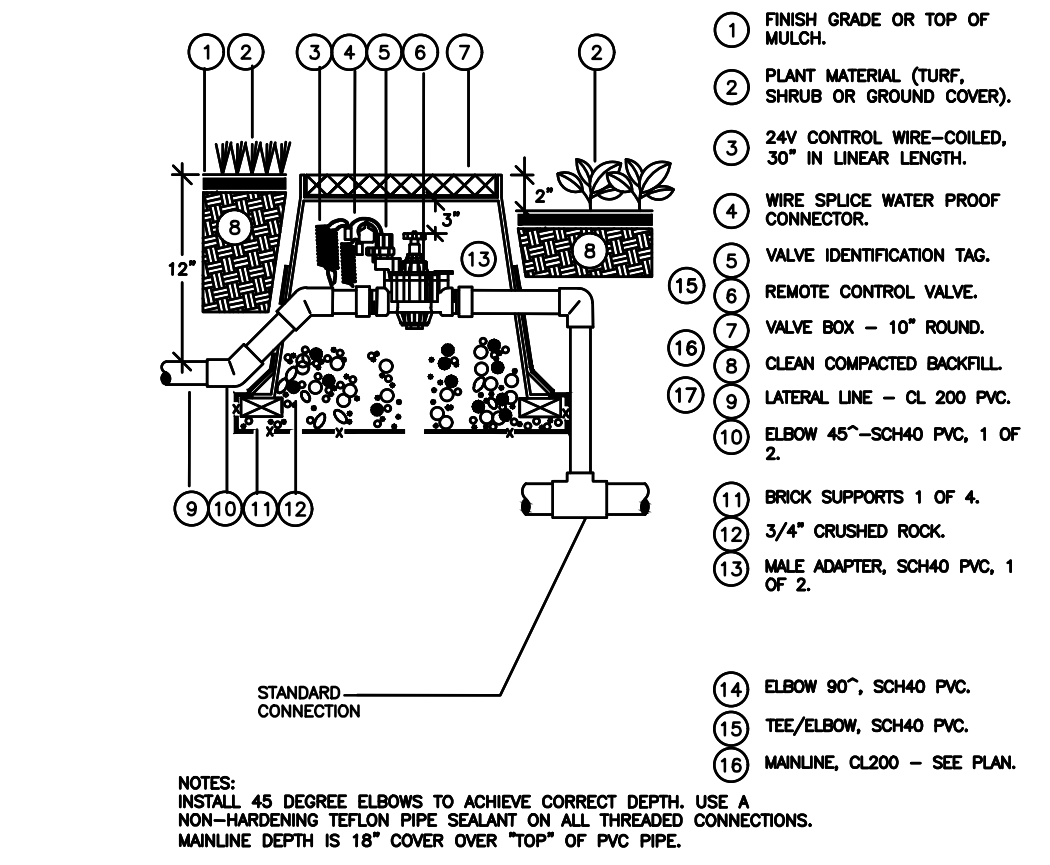 1 2 3 4 5 6 7 2
12"
8
3"
2"
8
13
15
16
17
9 10 11 12
STANDARD
CONNECTION
1 FINISH GRADE OR TOP OF
MULCH.
2 PLANT MATERIAL (TURF,
SHRUB OR GROUND COVER).
3 24V CONTROL WIRE-COILED,
30" IN LINEAR LENGTH.
4 WIRE SPLICE WATER PROOF
CONNECTOR.
5 VALVE IDENTIFICATION TAG.
6 REMOTE CONTROL VALVE.
7 VALVE BOX - 10" ROUND.
8 CLEAN COMPACTED BACKFILL.
9 LATERAL LINE - CL 200 PVC.
10 ELBOW 45^-SCH40 PVC, 1 OF
2.
11 BRICK SUPPORTS 1 OF 4.
12 3/4" CRUSHED ROCK.
13 MALE ADAPTER, SCH40 PVC, 1
OF 2.
14 ELBOW 90^, SCH40 PVC.
15 TEE/ELBOW, SCH40 PVC.
16 MAINLINE, CL200 - SEE PLAN.
NOTES:
INSTALL 45 DEGREE ELBOWS TO ACHIEVE CORRECT DEPTH. USE A
NON-HARDENING TEFLON PIPE SEALANT ON ALL THREADED CONNECTIONS.
MAINLINE DEPTH IS 18" COVER OVER "TOP" OF PVC PIPE.